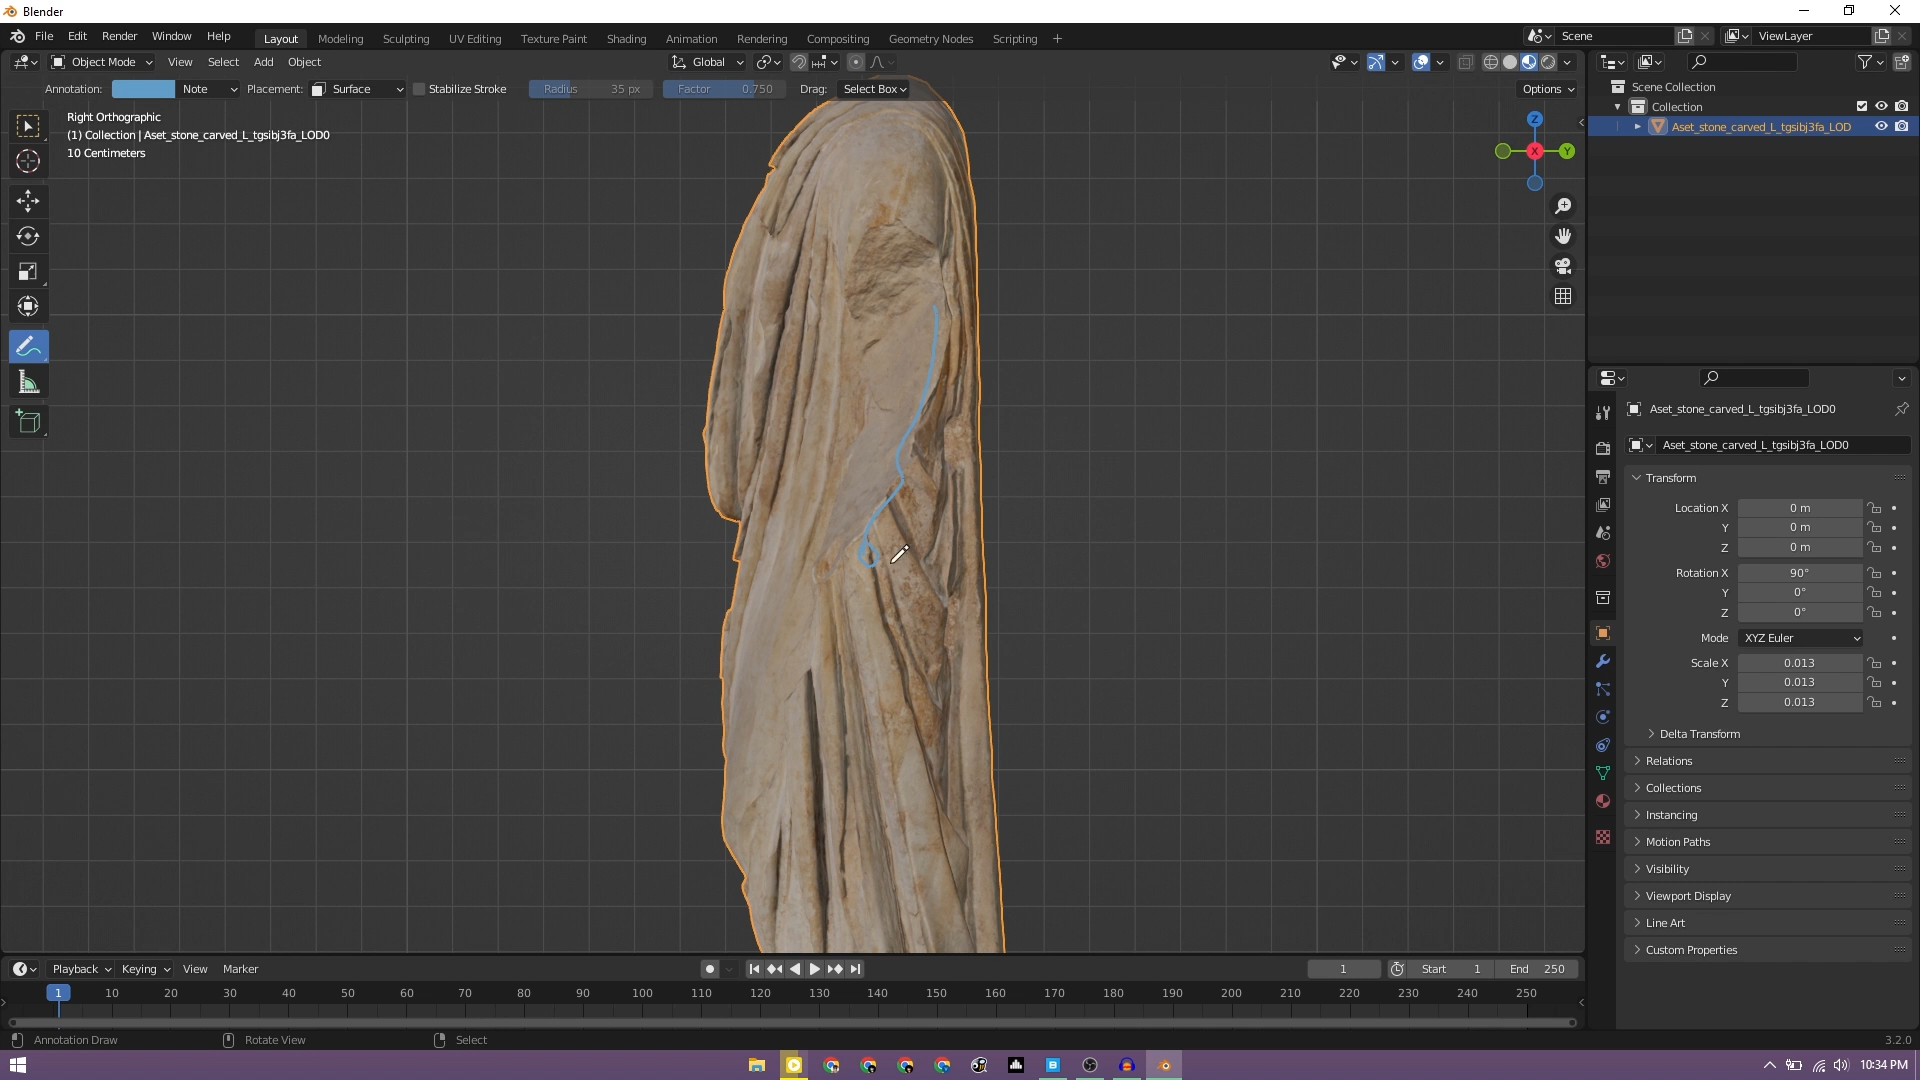 Blender
File Edit Render Window Help Layout Modeling Sculpting UV Editing Texture Paint Shading Animation Rendering Compositing Geometry Nodes Scripting + Scene ViewLayer
Object Mode View Select Add Object Global
Annotation: Note Placement: Surface Stabilize Stroke Radius 35 px Factor 0.750 Drag: Select Box Options
Right Orthographic
(1) Collection | Aset_stone_carved_L_tgsibj3fa_LOD0
10 Centimeters
Z
X
Y
Scene Collection
Collection
Aset_stone_carved_L_tgsibj3fa_LOD
Aset_stone_carved_L_tgsibj3fa_LOD0
Aset_stone_carved_L_tgsibj3fa_LOD0
Transform
Location X 0 m
Y 0 m
Z 0 m
Rotation X 90°
Y 0°
Z 0°
Mode XYZ Euler
Scale X 0.013
Y 0.013
Z 0.013
Delta Transform
Relations
Collections
Instancing
Motion Paths
Visibility
Viewport Display
Line Art
Custom Properties
Playback Keying View Marker 1 Start 1 End 250
1 10 20 30 40 50 60 70 80 90 100 110 120 130 140 150 160 170 180 190 200 210 220 230 240 250
Annotation Draw Rotate View Select 3.2.0
10:34 PM